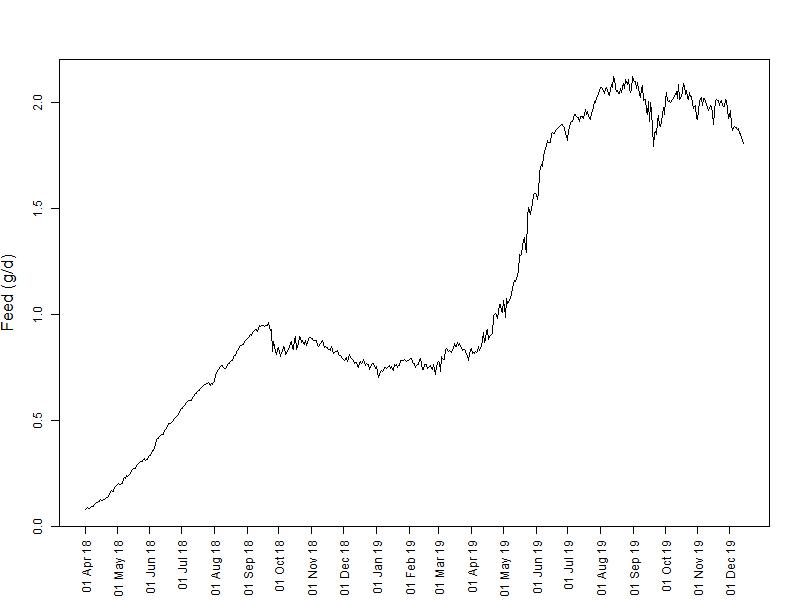 Feed (g/d)
2.0
1.5
1.0
0.5
0.0
01 Apr 18
01 May 18
01 Jun 18
01 Jul 18
01 Aug 18
01 Sep 18
01 Oct 18
01 Nov 18
01 Dec 18
01 Jan 19
01 Feb 19
01 Mar 19
01 Apr 19
01 May 19
01 Jun 19
01 Jul 19
01 Aug 19
01 Sep 19
01 Oct 19
01 Nov 19
01 Dec 19